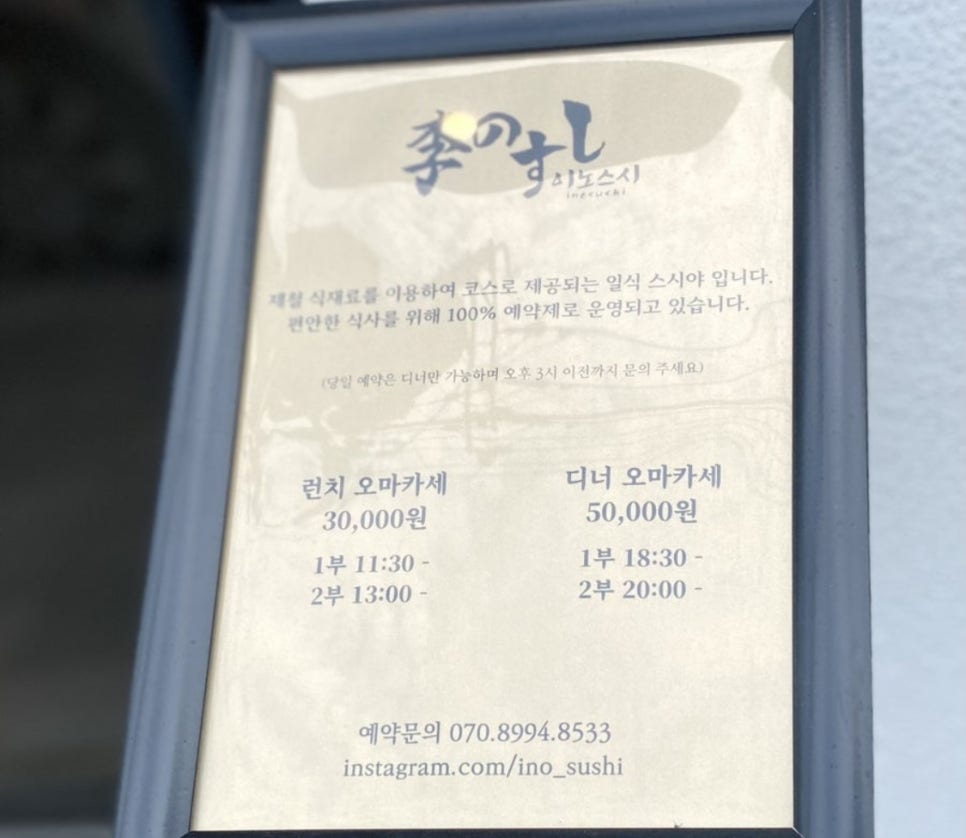 李のすし
이노스시
inosushi
제철 식재료를 이용하여 코스로 제공되는 일식 스시야 입니다.
편안한 식사를 위해 100% 예약제로 운영되고 있습니다.
(당일 예약은 디너만 가능하며 오후 3시 이전까지 문의 주세요)
런치 오마카세
30,000원
1부 11:30 -
2부 13:00 -
디너 오마카세
50,000원
1부 18:30 -
2부 20:00 -
예약문의 070.8994.8533
instagram.com/ino_sushi